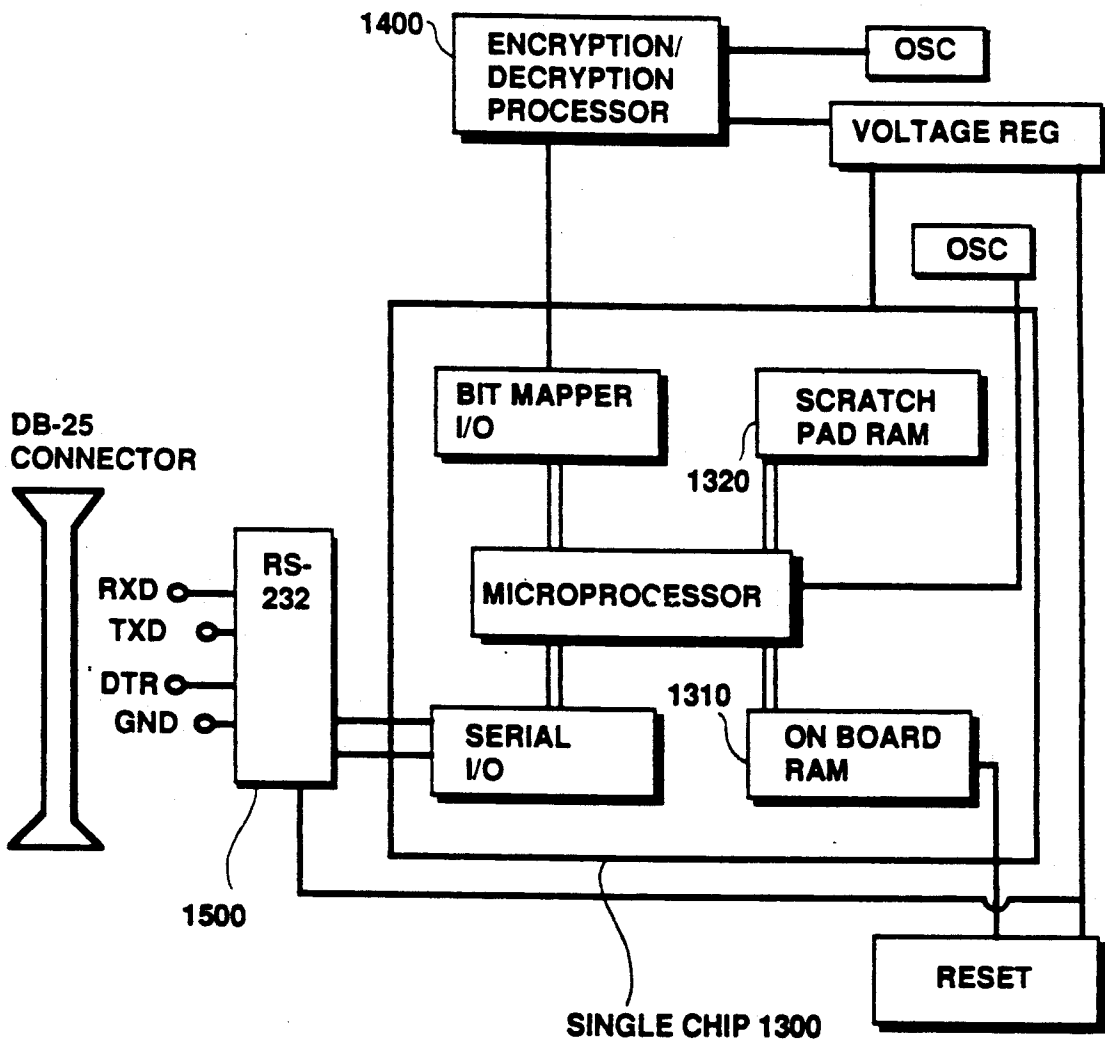 1400
ENCRYPTION/
DECRYPTION
PROCESSOR
OSC
VOLTAGE REG
OSC
BIT MAPPER
I/O
SCRATCH
PAD RAM
1320
DB-25
CONNECTOR
RS-
232
RXD
TXD
DTR
GND
MICROPROCESSOR
1310
SERIAL
I/O
ON BOARD
RAM
1500
RESET
SINGLE CHIP 1300